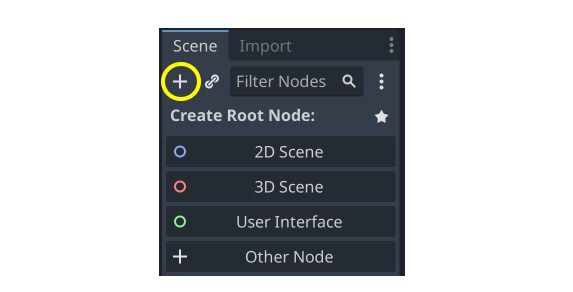 Scene Import
Filter Nodes
Create Root Node:
2D Scene
3D Scene
User Interface
Other Node